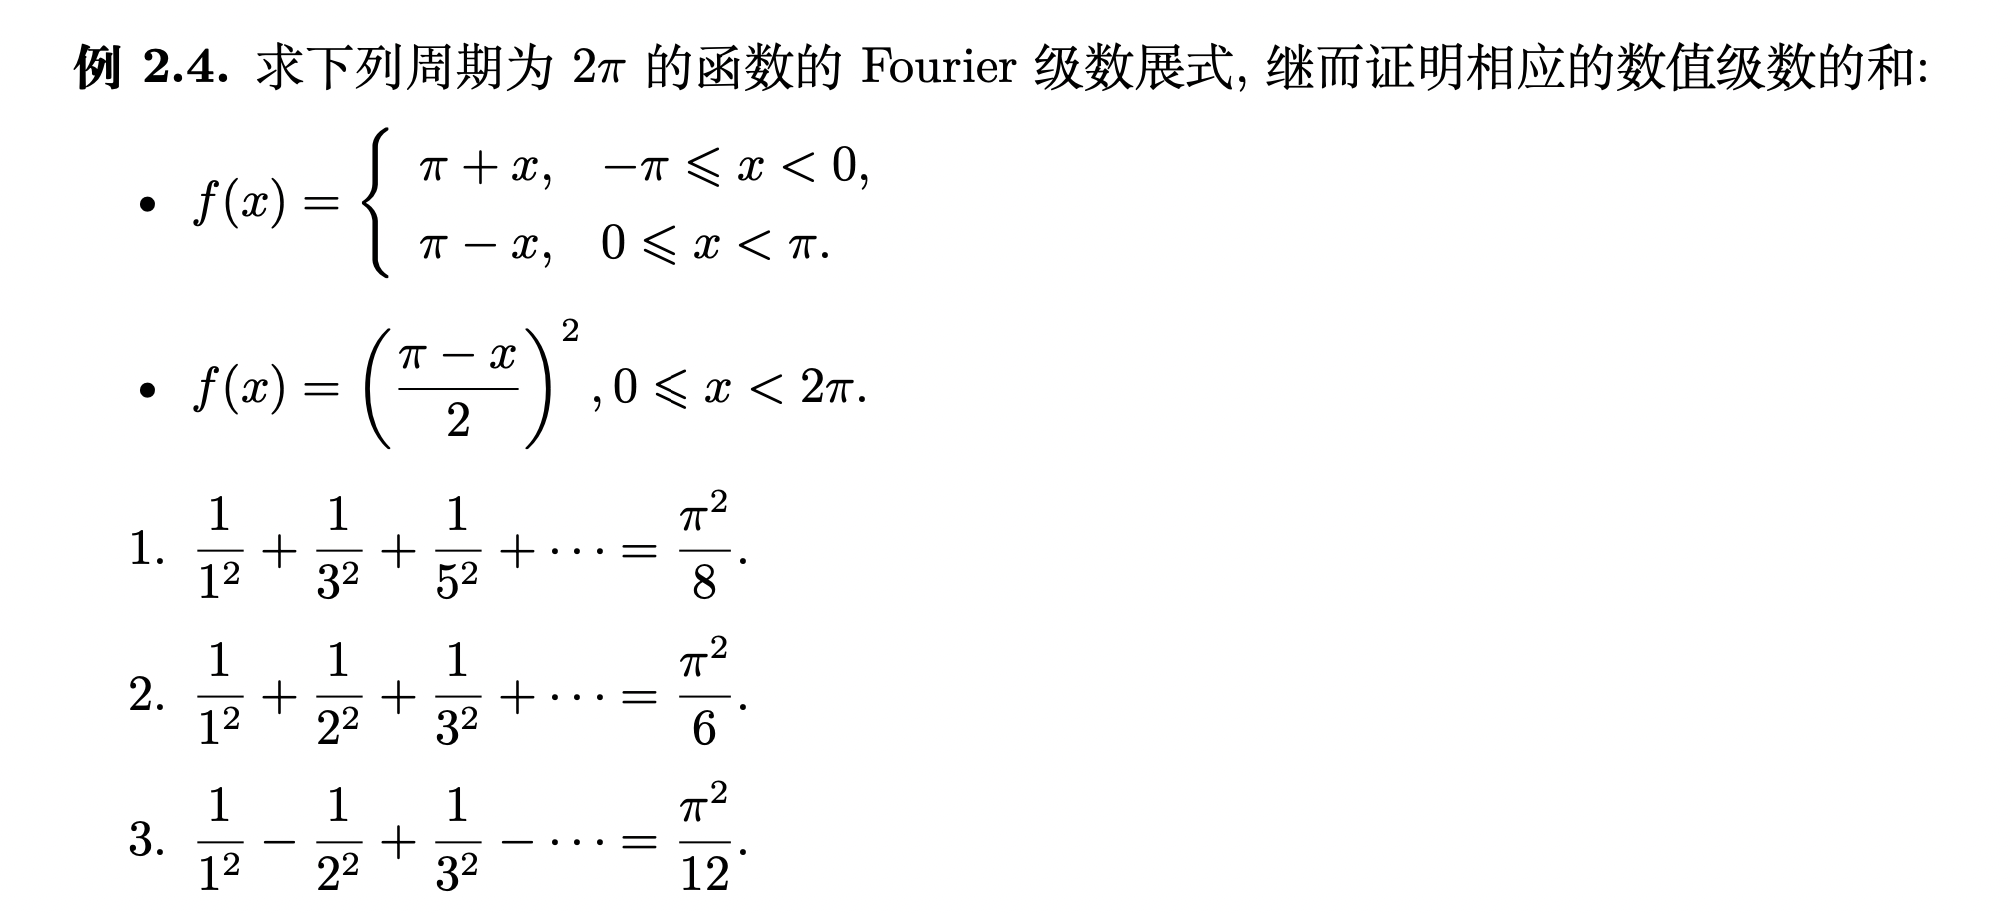 例 2.4. 求下列周期为 2π 的函数的 Fourier 级数展式, 继而证明相应的数值级数的和:
• $f(x) = \begin{cases} \pi + x, & -\pi \leqslant x < 0, \\ \pi - x, & 0 \leqslant x < \pi. \end{cases}$
• $f(x) = \left( \frac{\pi - x}{2} \right)^2, 0 \leqslant x < 2\pi.$
1. $\frac{1}{1^2} + \frac{1}{3^2} + \frac{1}{5^2} + \cdots = \frac{\pi^2}{8}.$
2. $\frac{1}{1^2} + \frac{1}{2^2} + \frac{1}{3^2} + \cdots = \frac{\pi^2}{6}.$
3. $\frac{1}{1^2} - \frac{1}{2^2} + \frac{1}{3^2} - \cdots = \frac{\pi^2}{12}.$